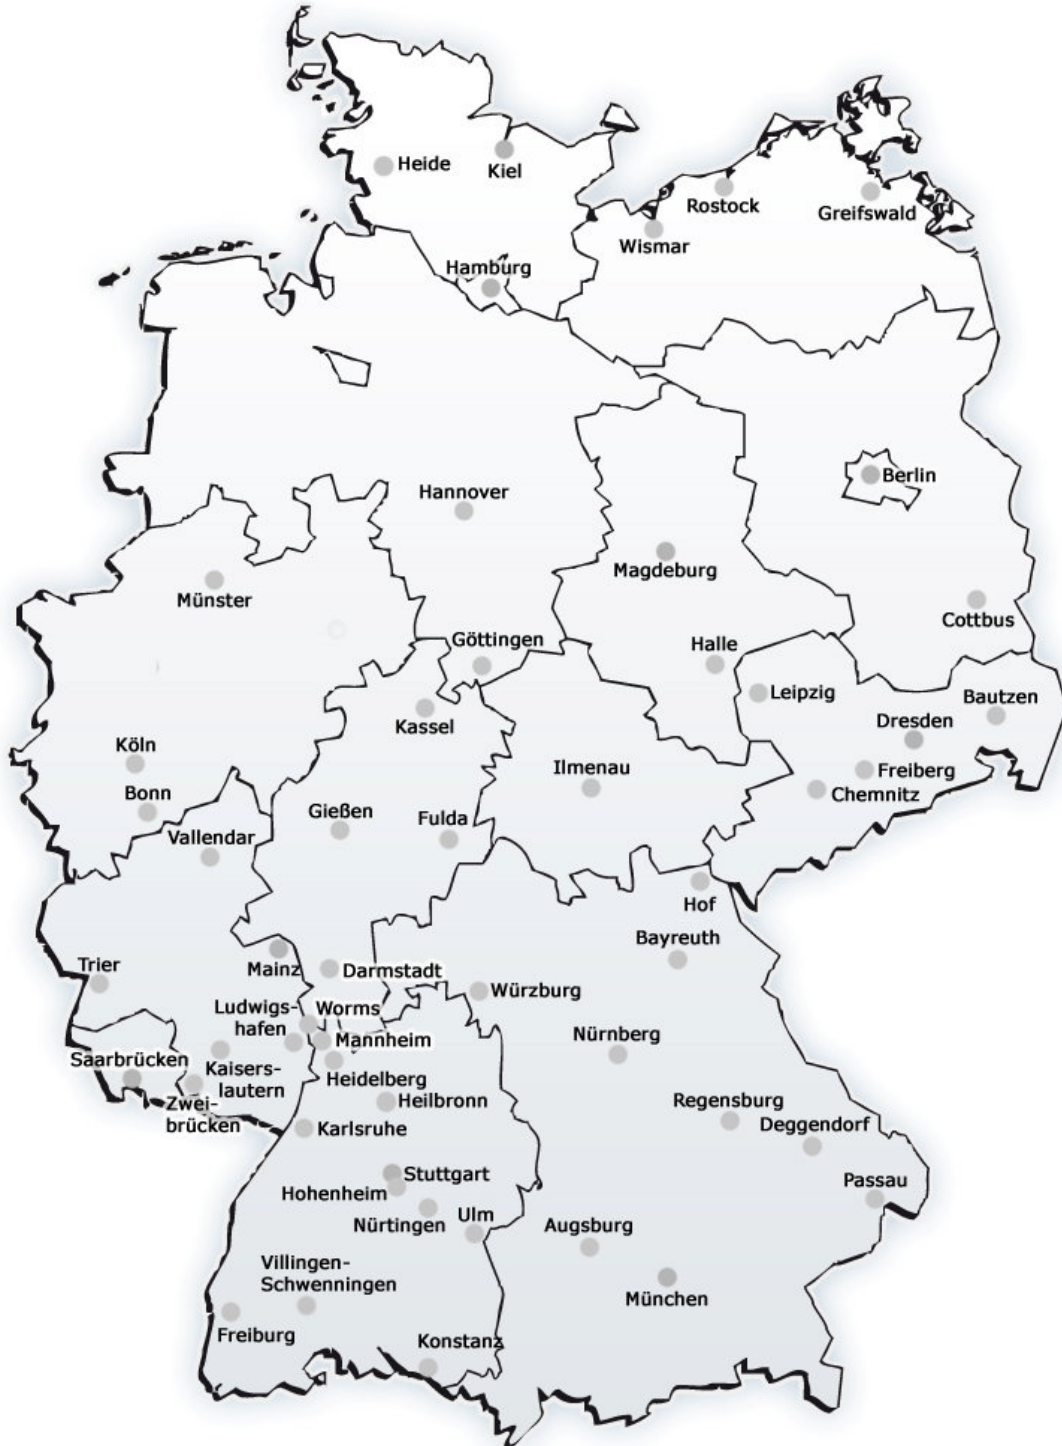 Heide
Kiel
Rostock
Greifswald
Wismar
Hamburg
Berlin
Hannover
Magdeburg
Münster
Cottbus
Göttingen
Halle
Leipzig
Bautzen
Kassel
Dresden
Köln
Ilmenau
Freiberg
Chemnitz
Bonn
Gießen
Fulda
Vallendar
Hof
Bayreuth
Trier
Mainz
Darmstadt
Würzburg
Ludwigs-
hafen
Worms
Mannheim
Nürnberg
Saarbrücken
Kaisers-
lautern
Heidelberg
Zwei-
brücken
Heilbronn
Regensburg
Karlsruhe
Deggendorf
Stuttgart
Passau
Hohenheim
Nürtingen
Ulm
Augsburg
Villingen-
Schwenningen
München
Freiburg
Konstanz